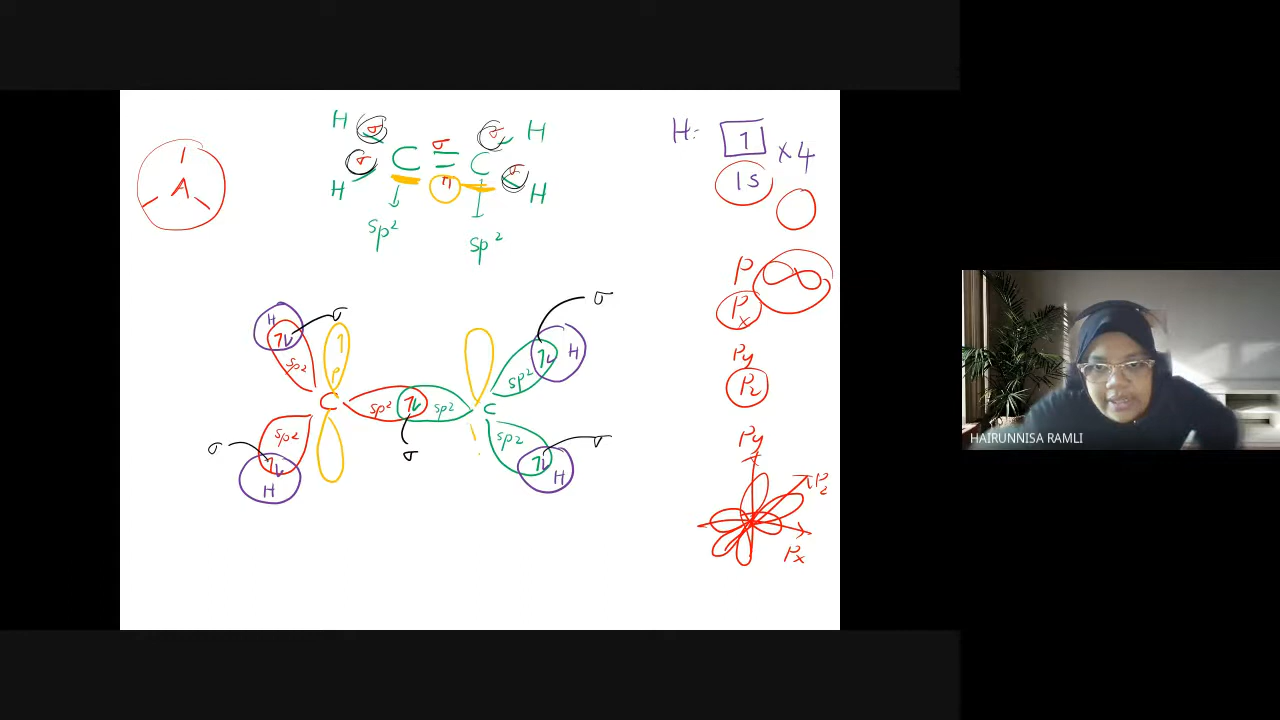 H σ σ H
σ C = C σ
H π H
sp² sp²
A
H: 1 x 4
1s
P
Px
Py
Pz
Py
Pz
Px
H σ σ
1 H
sp² P sp²
C sp² sp² C
sp² sp²
σ σ σ
H H
HAIRUNNISA RAMLI